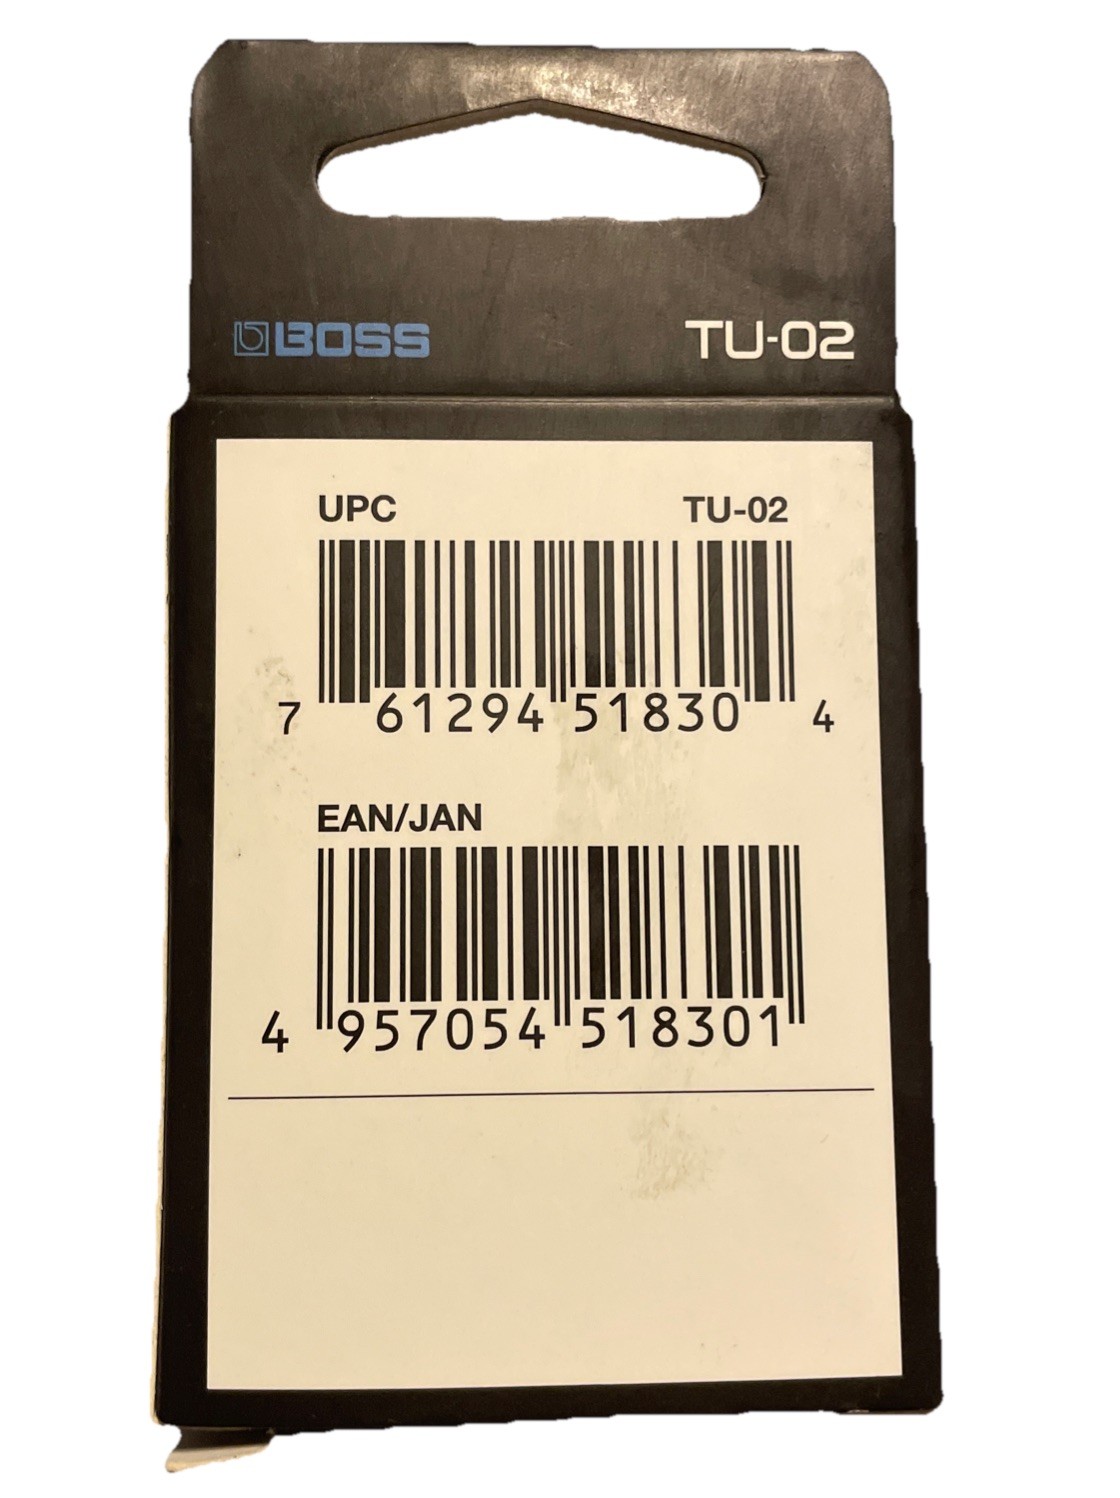 BOSS TU-02
UPC TU-02
7 61294 51830 4
EAN/JAN
4 957054 518301